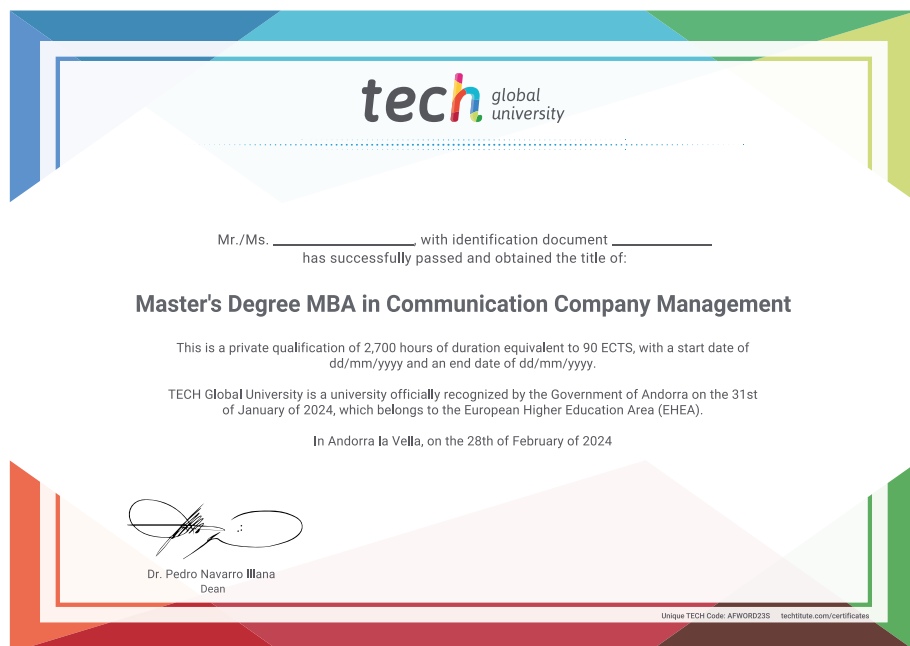 tech global
university
Mr./Ms. ____________, with identification document ____________
has successfully passed and obtained the title of:
Master's Degree MBA in Communication Company Management
This is a private qualification of 2,700 hours of duration equivalent to 90 ECTS, with a start date of
dd/mm/yyyy and an end date of dd/mm/yyyy.
TECH Global University is a university officially recognized by the Government of Andorra on the 31st
of January of 2024, which belongs to the European Higher Education Area (EHEA).
In Andorra la Vella, on the 28th of February of 2024
Dr. Pedro Navarro Illana
Dean
Unique TECH Code: AFWORD23S techtitute.com/certificates